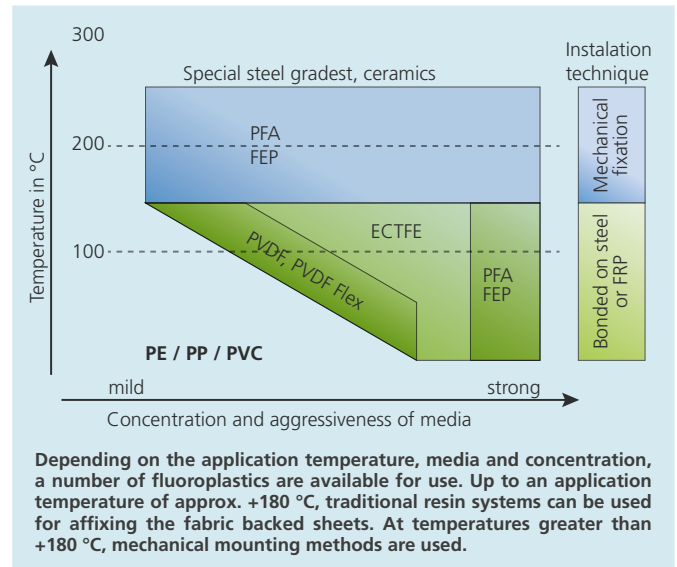 300
Instalation
technique
Special steel gradest, ceramics
Temperature in °C
200
PFA
FEP
Mechanical
fixation
100
ECTFE
PVDF, PVDF Flex
PFA
FEP
Bonded on steel
or FRP
PE / PP / PVC
mild
strong
Concentration and aggressiveness of media
Depending on the application temperature, media and concentration,
a number of fluoroplastics are available for use. Up to an application
temperature of approx. +180 °C, traditional resin systems can be used
for affixing the fabric backed sheets. At temperatures greater than
+180 °C, mechanical mounting methods are used.